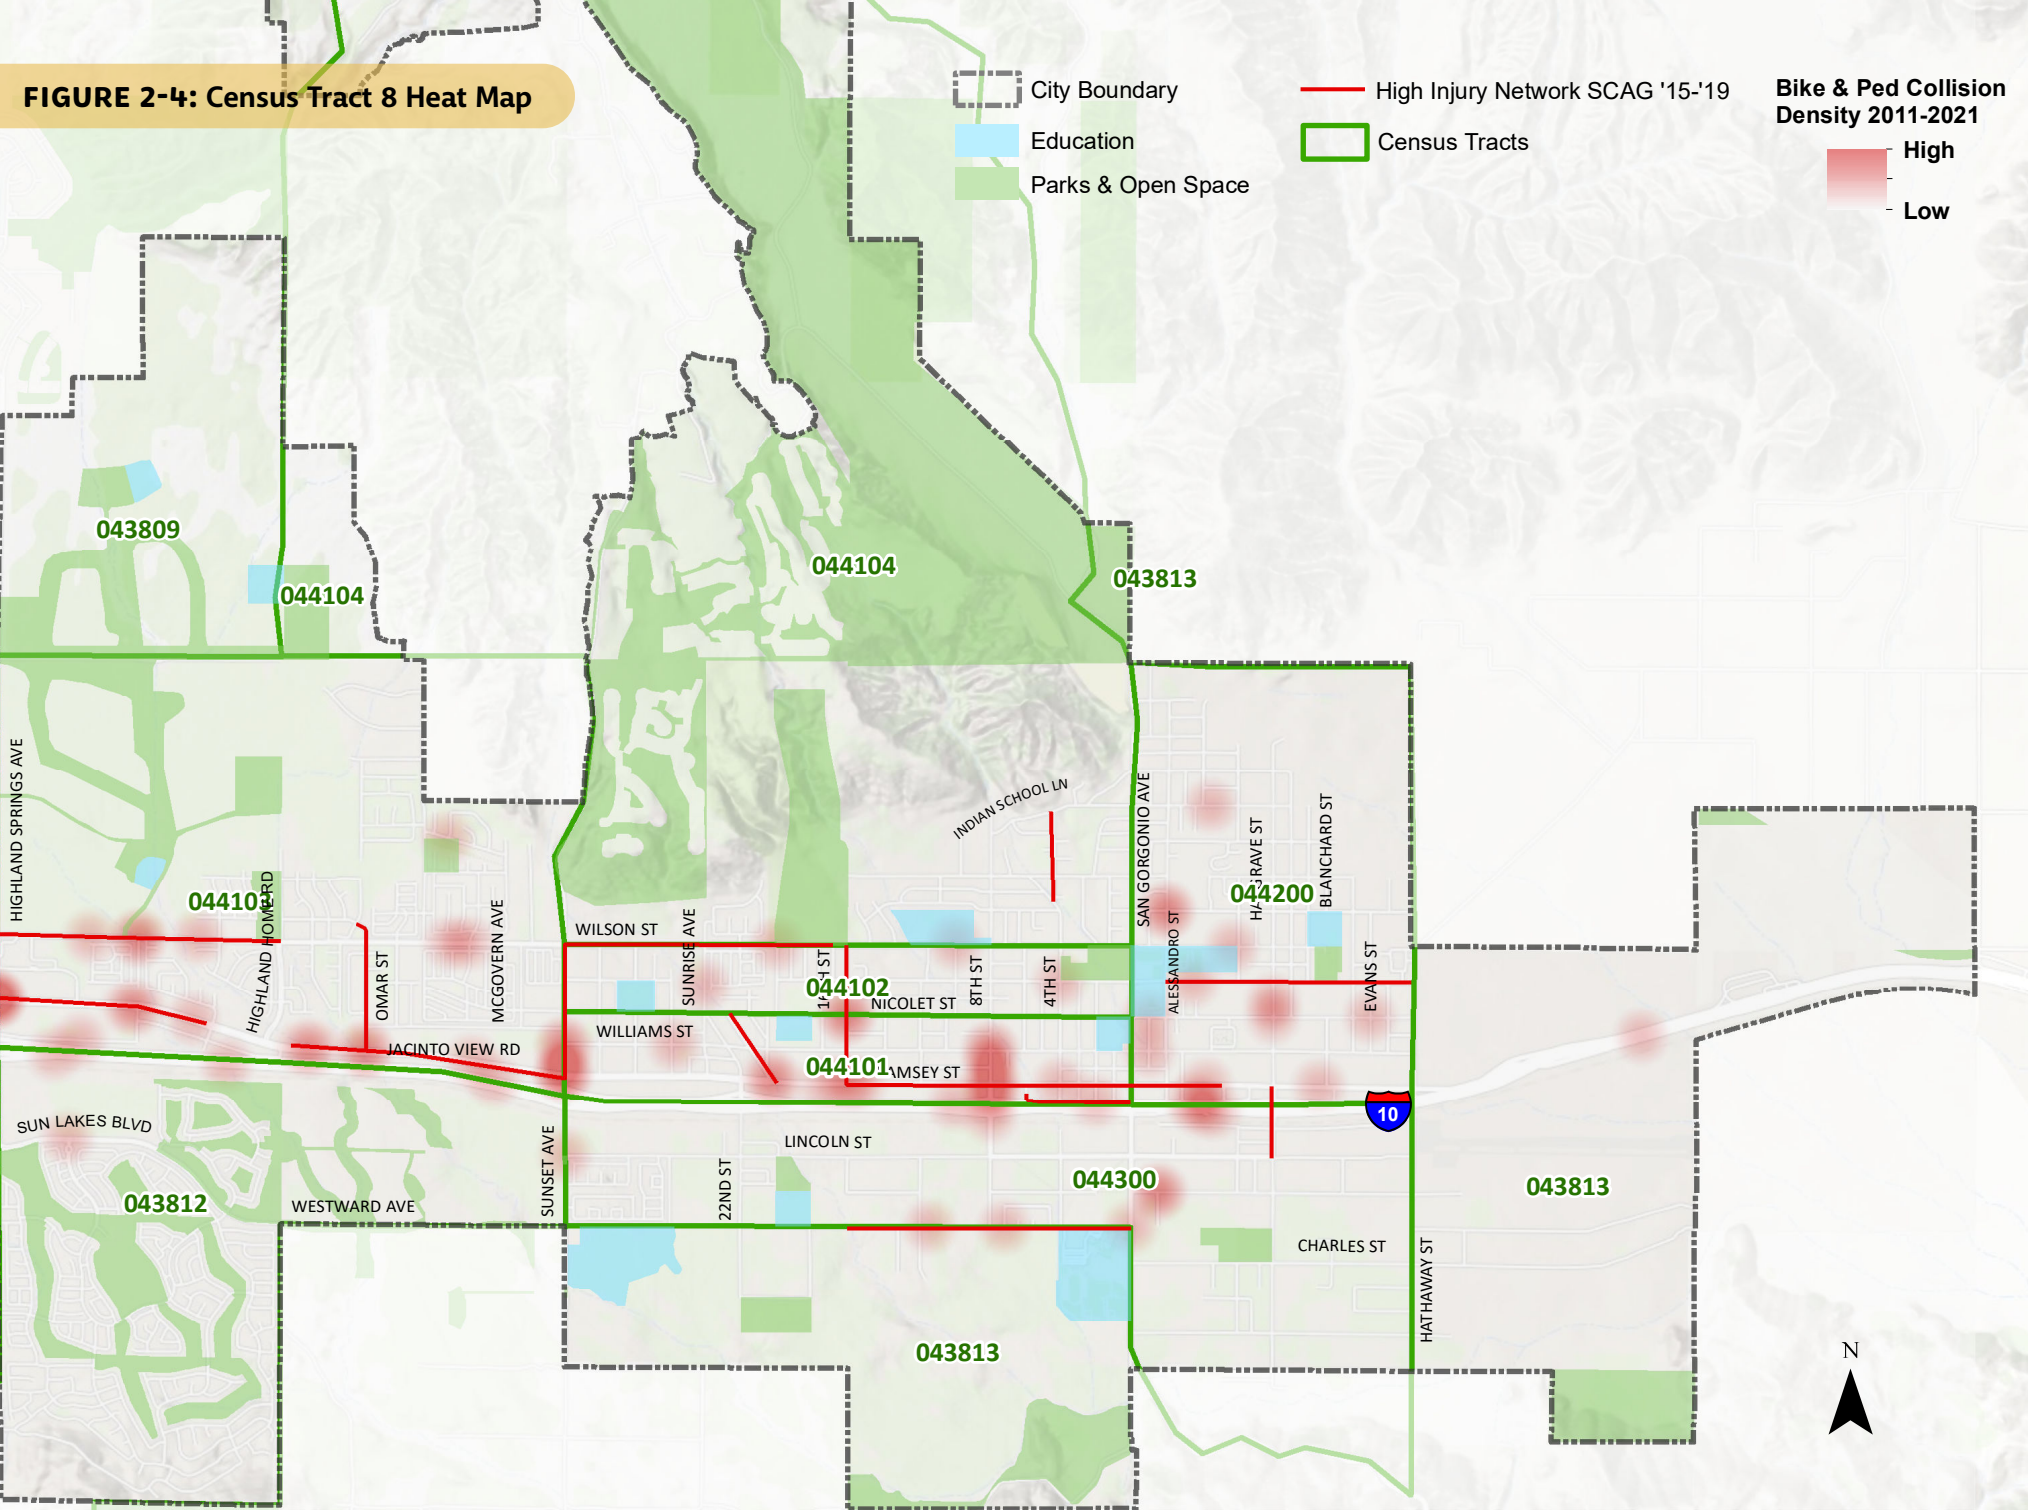 FIGURE 2-4: Census Tract 8 Heat Map
City Boundary
Education
Parks & Open Space
High Injury Network SCAG '15-'19
Census Tracts
Bike & Ped Collision
Density 2011-2021
High
Low
043809
044104
044104
043813
HIGHLAND SPRINGS AVE
INDIAN SCHOOL LN
SAN GORGONIO AVE
BLANCHARD ST
044200
HIGHLAND HOME RD
OMAR ST
MCGOVERN AVE
WILSON ST
SUNRISE AVE
044102
NICOLET ST
8TH ST
4TH ST
ALESSANDRO ST
EVANS ST
WILLIAMS ST
JACINTO VIEW RD
044101
10
SUN LAKES BLVD
LINCOLN ST
SUNSET AVE
22ND ST
043812
WESTWARD AVE
044300
043813
CHARLES ST
HATHAWAY ST
043813
N